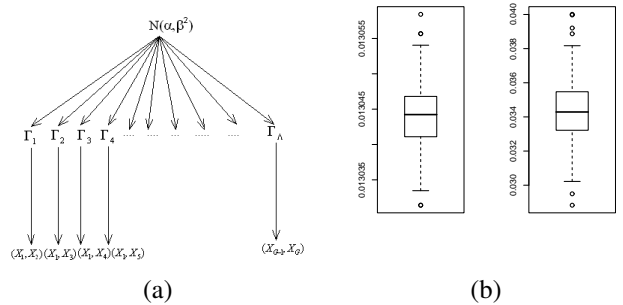 N(α,β²)
Γ₁ Γ₂ Γ₃ Γ₄ ..... ..... ... ..... ..... Γ_Λ
(X₁,X₂)(X₁,X₃)(X₁,X₄)(X₁,X₅) (X_{G-1},X_G)
(a)
0.013035 0.013045 0.013055
0.030 0.032 0.034 0.036 0.038 0.040
(b)